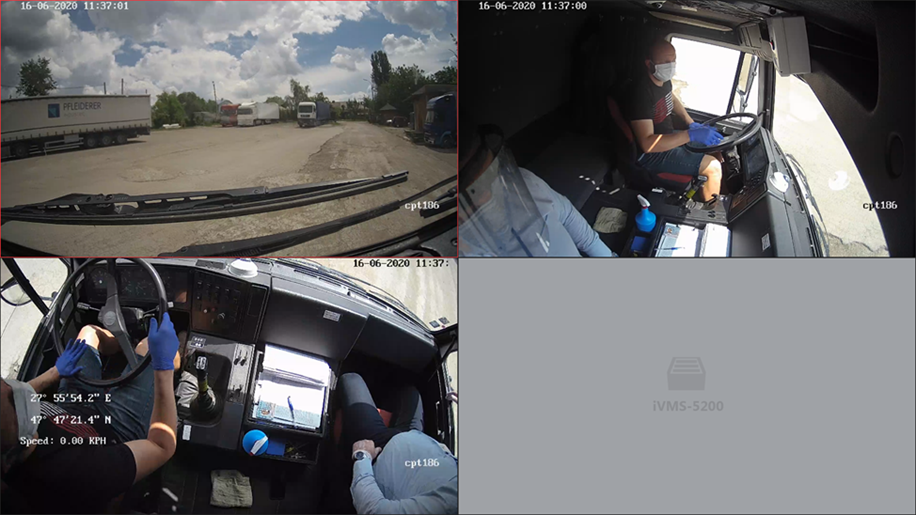 16-06-2020 11:37:01
PFLEIDERER
cpt186
16-06-2020 11:37:00
cpt186
16-06-2020 11:37:
27° 55'54.2" E
47° 47'21.4" N
Speed: 0.00 KPH
cpt186
iVMS-5200